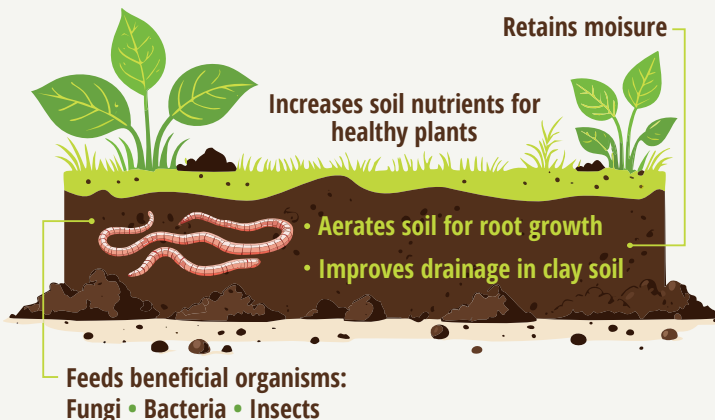 Retains moisure
Increases soil nutrients for
healthy plants
• Aerates soil for root growth
• Improves drainage in clay soil
Feeds beneficial organisms:
Fungi • Bacteria • Insects